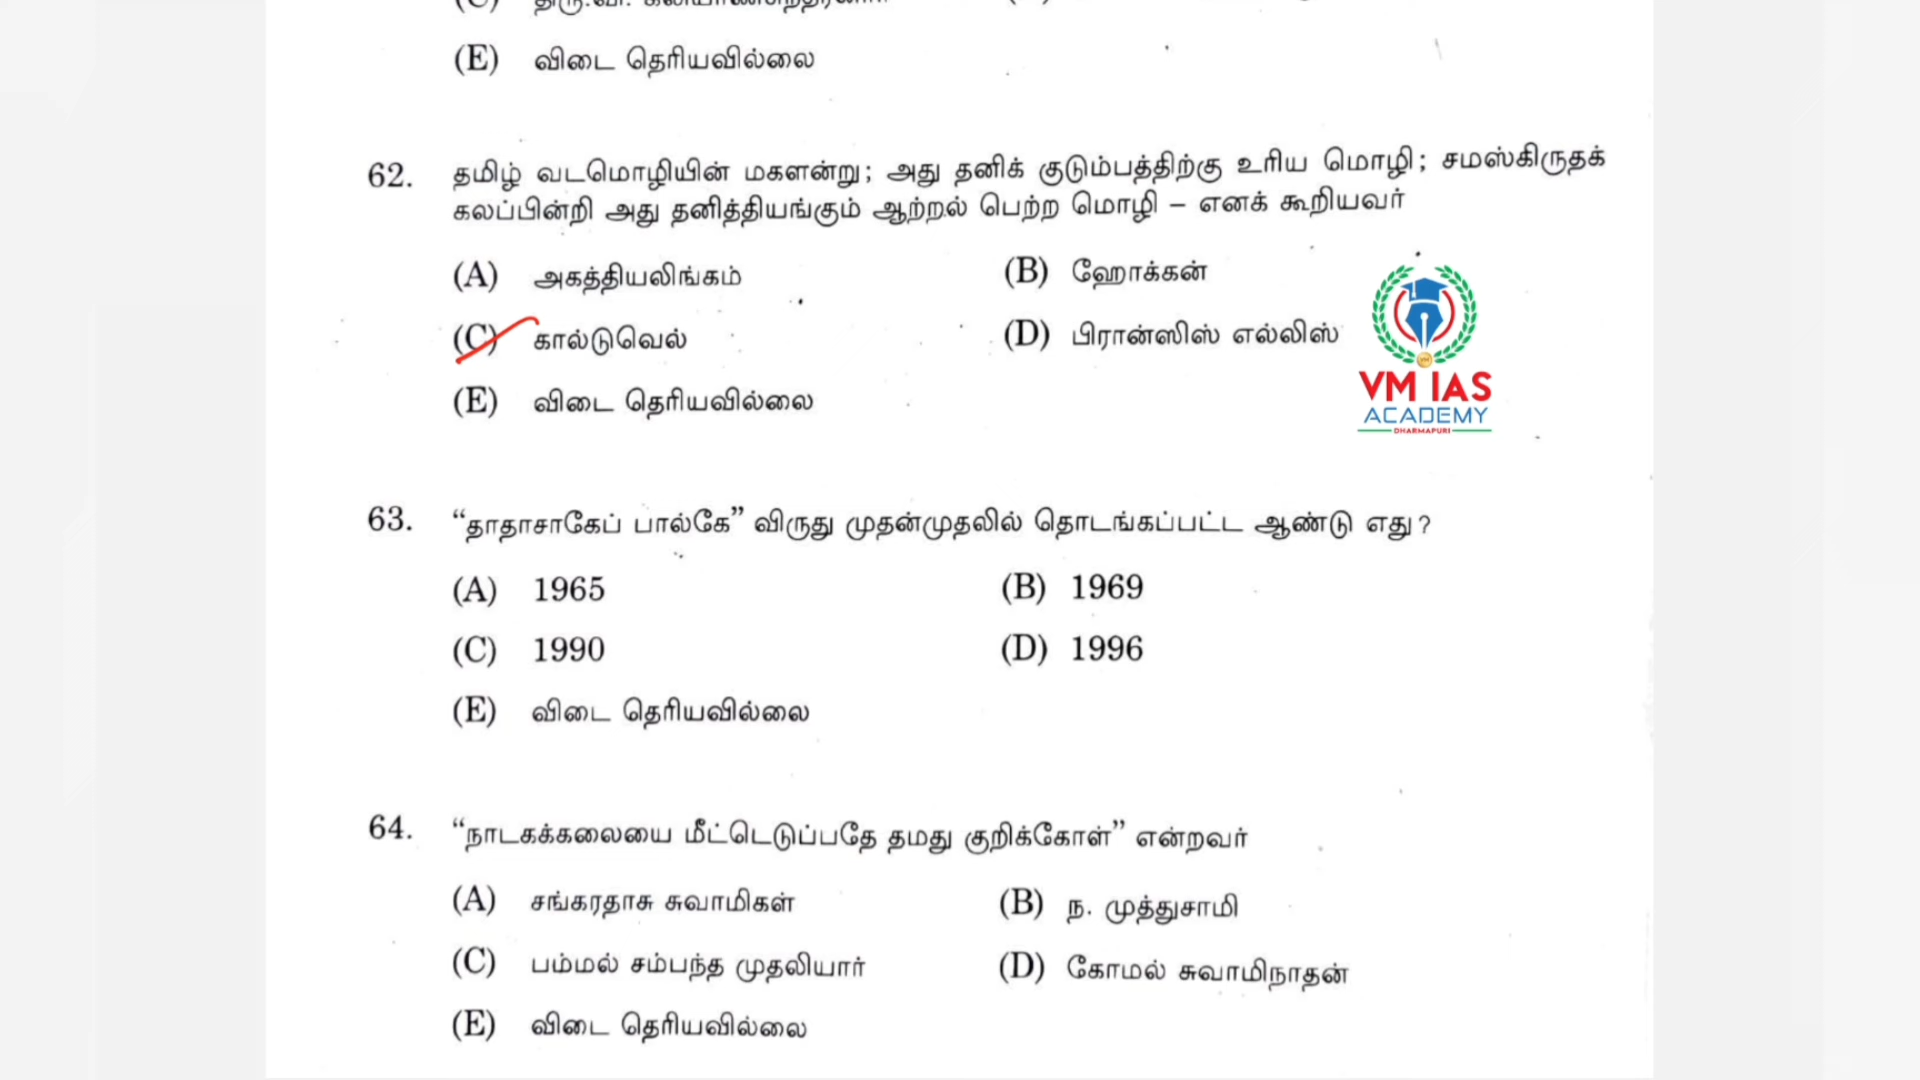 (E) விடை தெரியவில்லை
62. தமிழ் வடமொழியின் மகளன்று; அது தனிக் குடும்பத்திற்கு உரிய மொழி; சமஸ்கிருதக்
கலப்பின்றி அது தனித்தியங்கும் ஆற்றல் பெற்ற மொழி – எனக் கூறியவர்
(A) அகத்தியலிங்கம் (B) ஹோக்கன்
(C) கால்டுவெல் (D) பிரான்ஸிஸ் எல்லிஸ்
(E) விடை தெரியவில்லை
VM IAS
ACADEMY
DHARMAPURI
63. “தாதாசாகேப் பால்கே” விருது முதன்முதலில் தொடங்கப்பட்ட ஆண்டு எது?
(A) 1965 (B) 1969
(C) 1990 (D) 1996
(E) விடை தெரியவில்லை
64. “நாடகக்கலையை மீட்டெடுப்பதே தமது குறிக்கோள்” என்றவர்
(A) சங்கரதாசு சுவாமிகள் (B) ந. முத்துசாமி
(C) பம்மல் சம்பந்த முதலியார் (D) கோமல் சுவாமிநாதன்
(E) விடை தெரியவில்லை